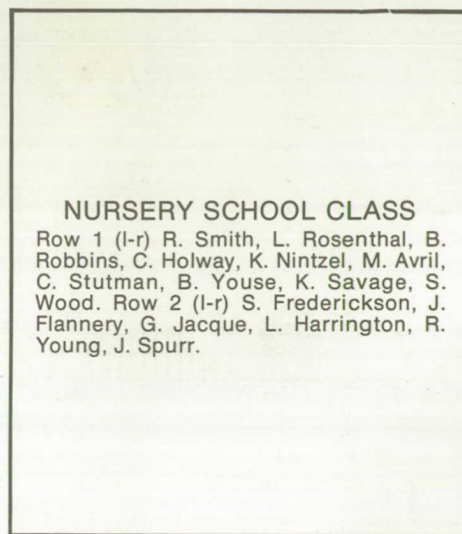 NURSERY SCHOOL CLASS
Row 1 (l-r) R. Smith, L. Rosenthal, B.
Robbins, C. Holway, K. Nintzel, M. Avril,
C. Stutman, B. Youse, K. Savage, S.
Wood. Row 2 (l-r) S. Frederickson, J.
Flannery, G. Jacque, L. Harrington, R.
Young, J. Spurr.